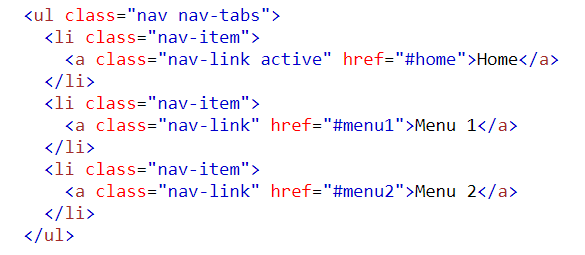 <ul class="nav nav-tabs">
  <li class="nav-item">
    <a class="nav-link active" href="#home">Home</a>
  </li>
  <li class="nav-item">
    <a class="nav-link" href="#menu1">Menu 1</a>
  </li>
  <li class="nav-item">
    <a class="nav-link" href="#menu2">Menu 2</a>
  </li>
</ul>